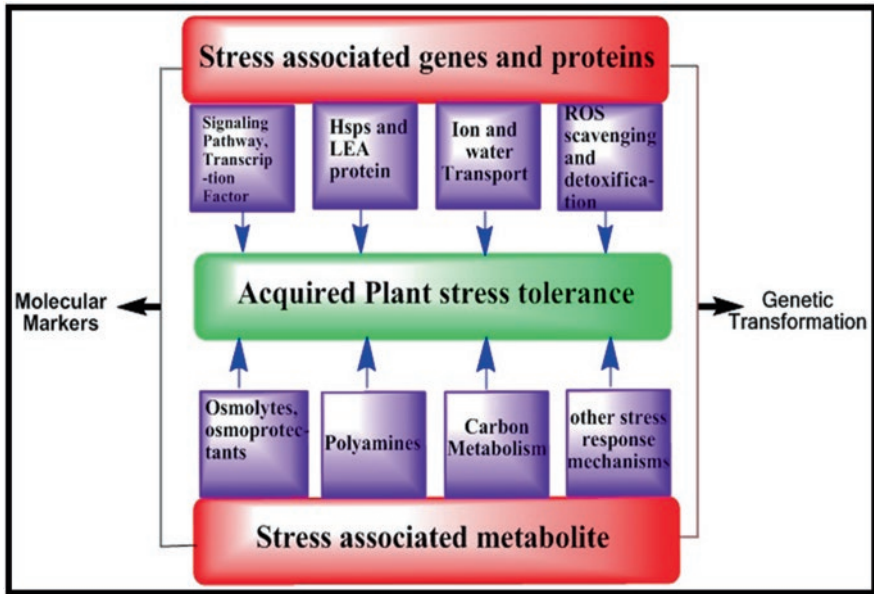 Stress associated genes and proteins
Signaling
Pathway,
Transcrip
-tion
Factor
Hsps and
LEA
protein
Ion and
water
Transport
ROS
scavenging
and
detoxifica-
tion
Acquired Plant stress tolerance
Molecular
Markers
Genetic
Transformation
Osmolytes,
osmoprotec-
tants
Polyamines
Carbon
Metabolism
other stress
response
mechanisms
Stress associated metabolite